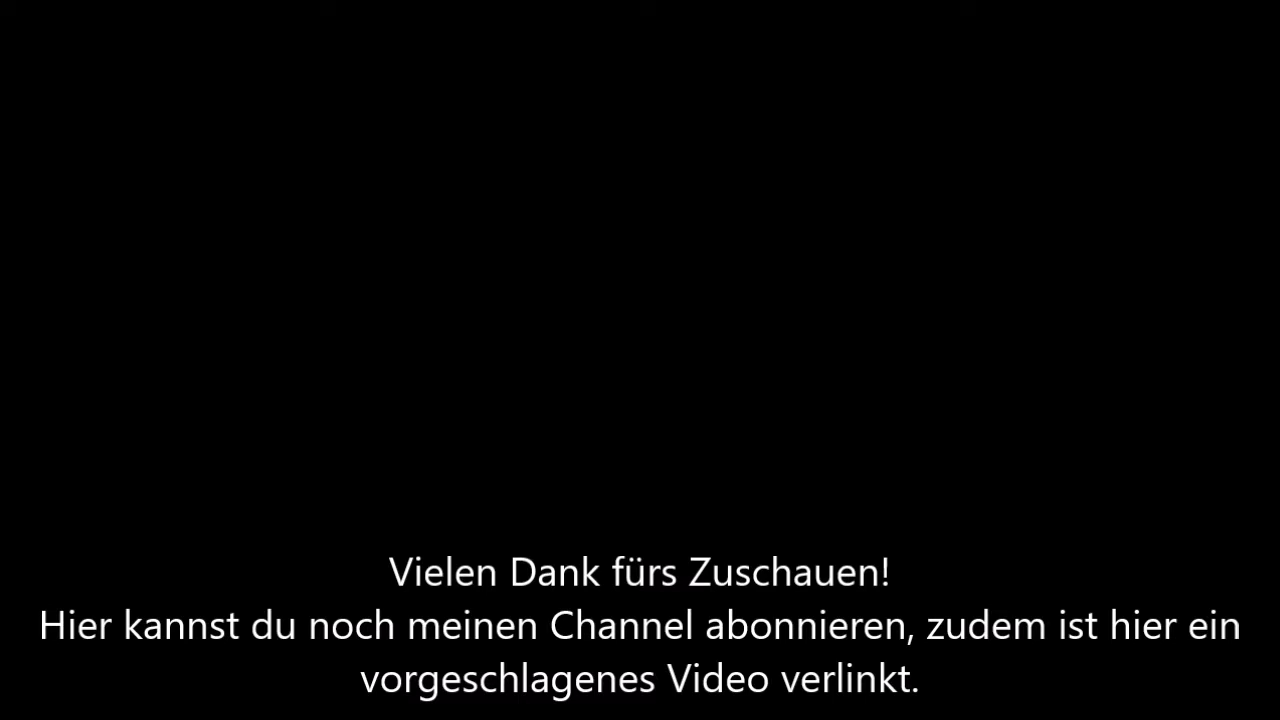 Vielen Dank fürs Zuschauen!
Hier kannst du noch meinen Channel abonnieren, zudem ist hier ein
vorgeschlagenes Video verlinkt.